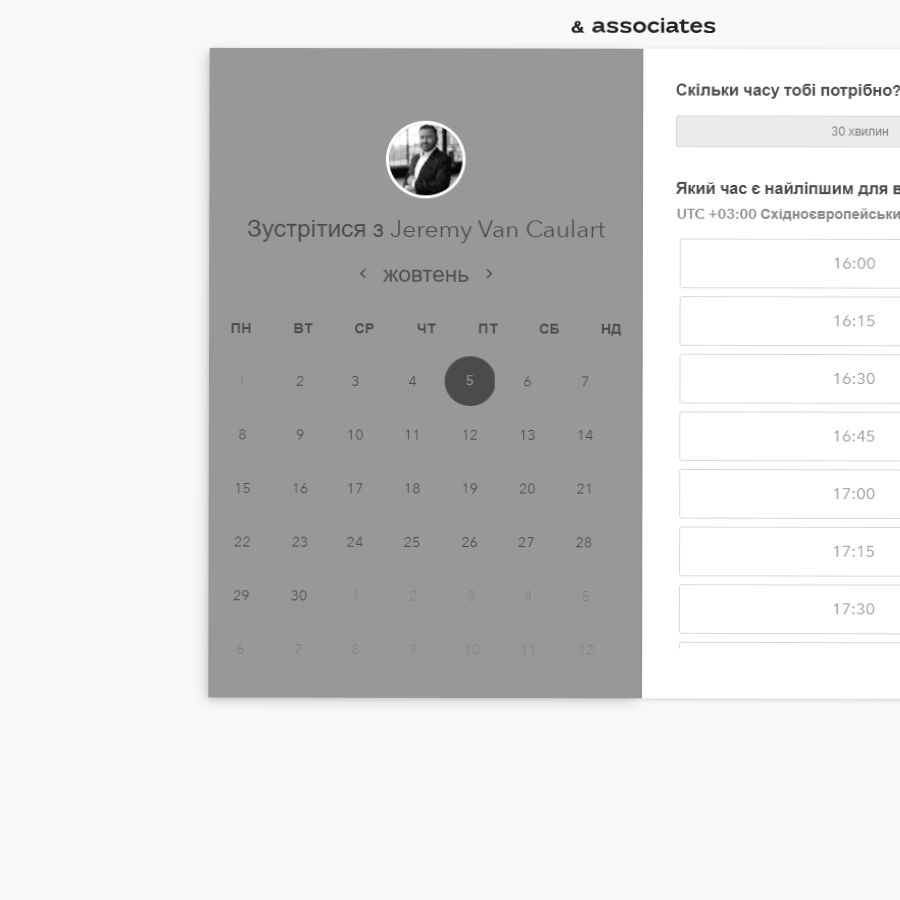 & associates
Зустрітися з Jeremy Van Caulart
жовтень
ПН ВТ СР ЧТ ПТ СБ НД
1 2 3 4 5 6 7
8 9 10 11 12 13 14
15 16 17 18 19 20 21
22 23 24 25 26 27 28
29 30 1 2 3 4 5
6 7 8 9 10 11 12
Скільки часу тобі потрібно?
30 хвилин
Який час є найліпшим для
UTC +03:00 Східноєвропейськи
16:00
16:15
16:30
16:45
17:00
17:15
17:30